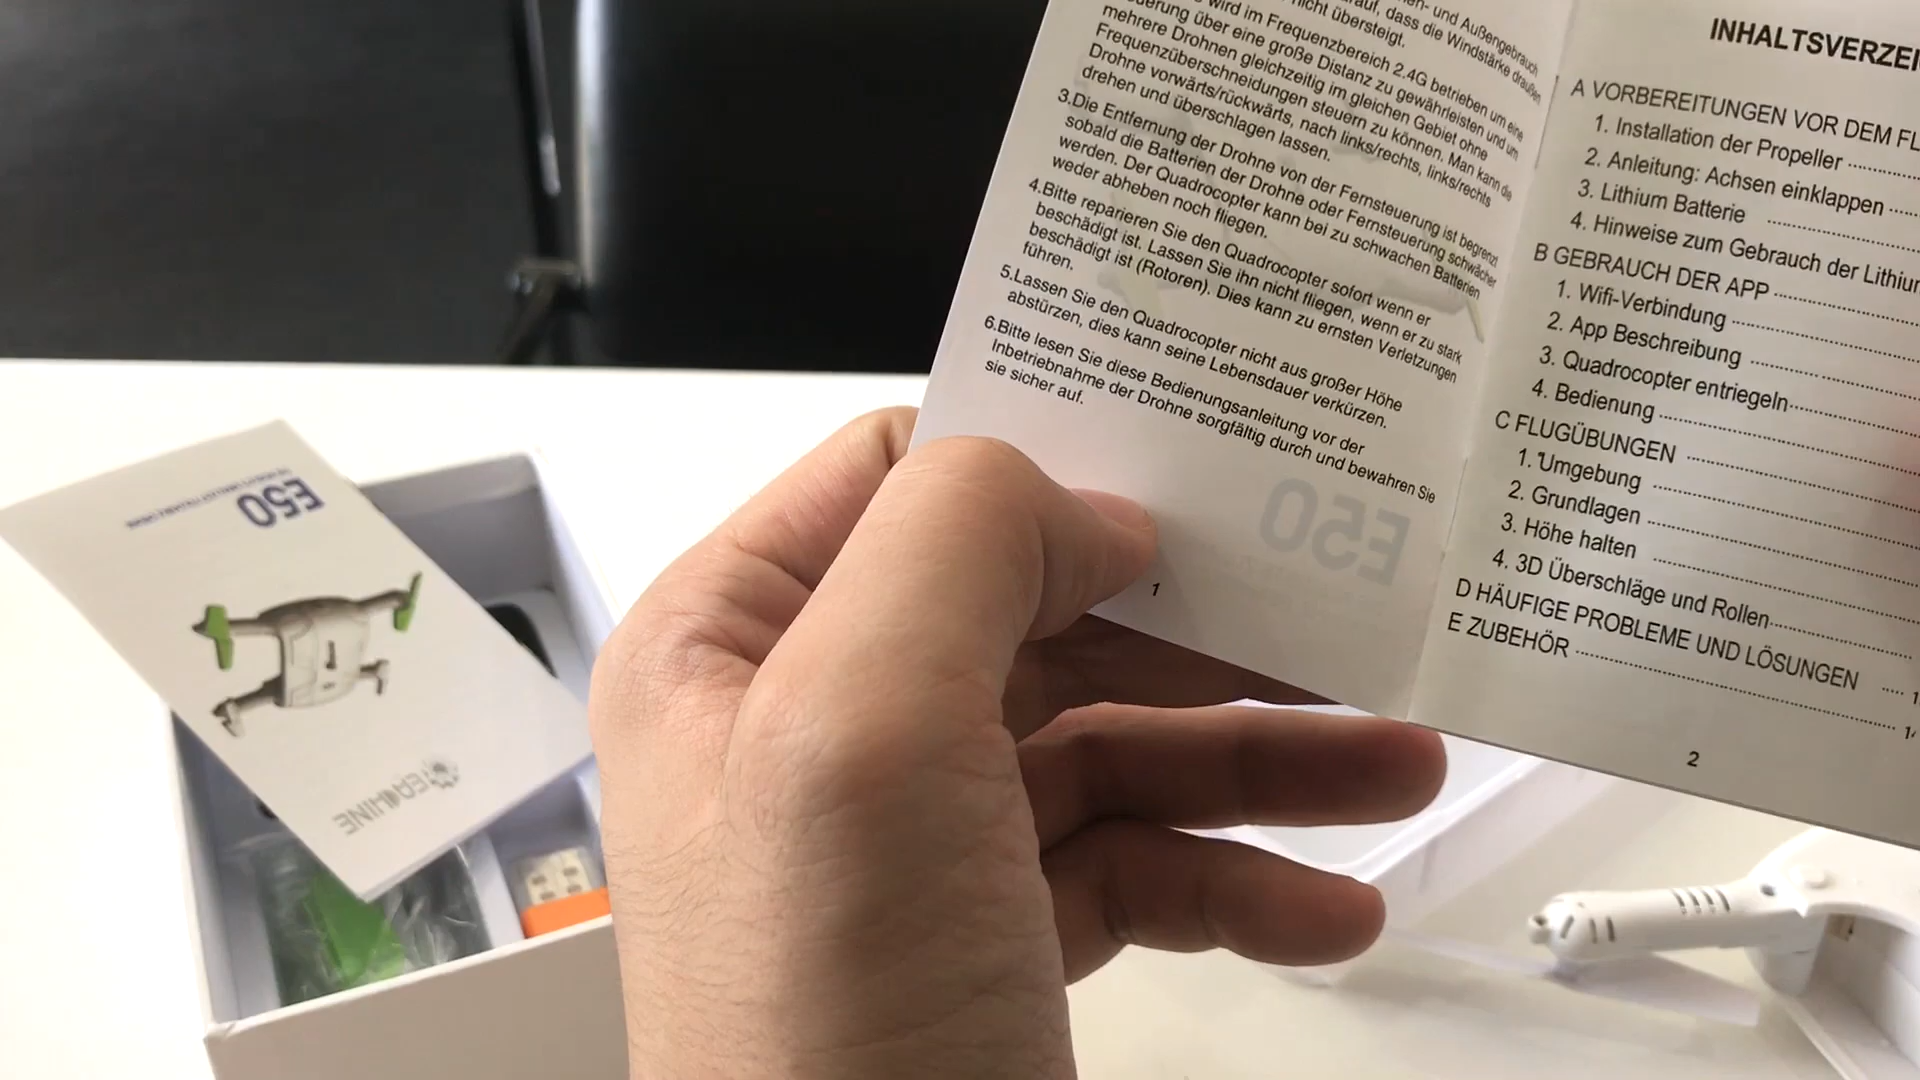 nen- und Außengebrauch
darauf, dass die Windstärke draußen
nicht übersteigt.
wird im Frequenzbereich 2.4G betrieben um eine
über eine große Distanz zu gewährleisten und um
mehrere Drohnen gleichzeitig im gleichen Gebiet ohne
Frequenzüberschneidungen steuern zu können. Man kann die
Drohne vorwärts/rückwärts, nach links/rechts, links/rechts
drehen und überschlagen lassen.
3.Die Entfernung der Drohne von der Fernsteuerung ist begrenzt
sobald die Batterien der Drohne oder Fernsteuerung schwächer
werden. Der Quadrocopter kann bei zu schwachen Batterien
weder abheben noch fliegen.
4.Bitte reparieren Sie den Quadrocopter sofort wenn er
beschädigt ist. Lassen Sie ihn nicht fliegen, wenn er zu stark
beschädigt ist (Rotoren). Dies kann zu ernsten Verletzungen
führen.
5.Lassen Sie den Quadrocopter nicht aus großer Höhe
abstürzen, dies kann seine Lebensdauer verkürzen.
6.Bitte lesen Sie diese Bedienungsanleitung vor der
Inbetriebnahme der Drohne sorgfältig durch und bewahren Sie
sie sicher auf.
E50
1
INHALTSVERZEI
A VORBEREITUNGEN VOR DEM FL
1. Installation der Propeller
2. Anleitung: Achsen einklappen
3. Lithium Batterie
4. Hinweise zum Gebrauch der Lithiu
B GEBRAUCH DER APP
1. Wifi-Verbindung
2. App Beschreibung
3. Quadrocopter entriegeln
4. Bedienung
C FLUGÜBUNGEN
1. Umgebung
2. Grundlagen
3. Höhe halten
4. 3D Überschläge und Rollen
D HÄUFIGE PROBLEME UND LÖSUNGEN
E ZUBEHÖR
2
E50
EACHINE